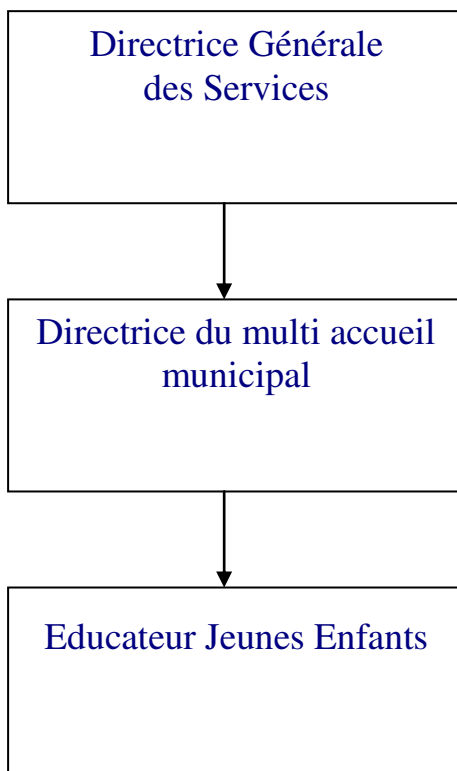 Directrice Générale
des Services
Directrice du multi accueil
municipal
Educateur Jeunes Enfants